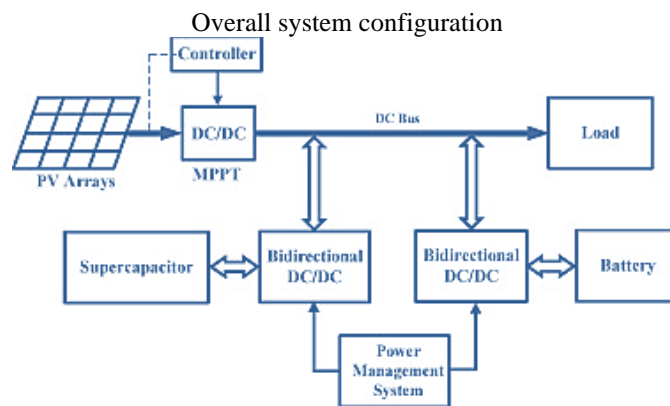 Overall system configuration
Controller
DC/DC
DC Bus
Load
PV Arrays
MPPT
Supercapacitor
Bidirectional
DC/DC
Bidirectional
DC/DC
Battery
Power
Management
System